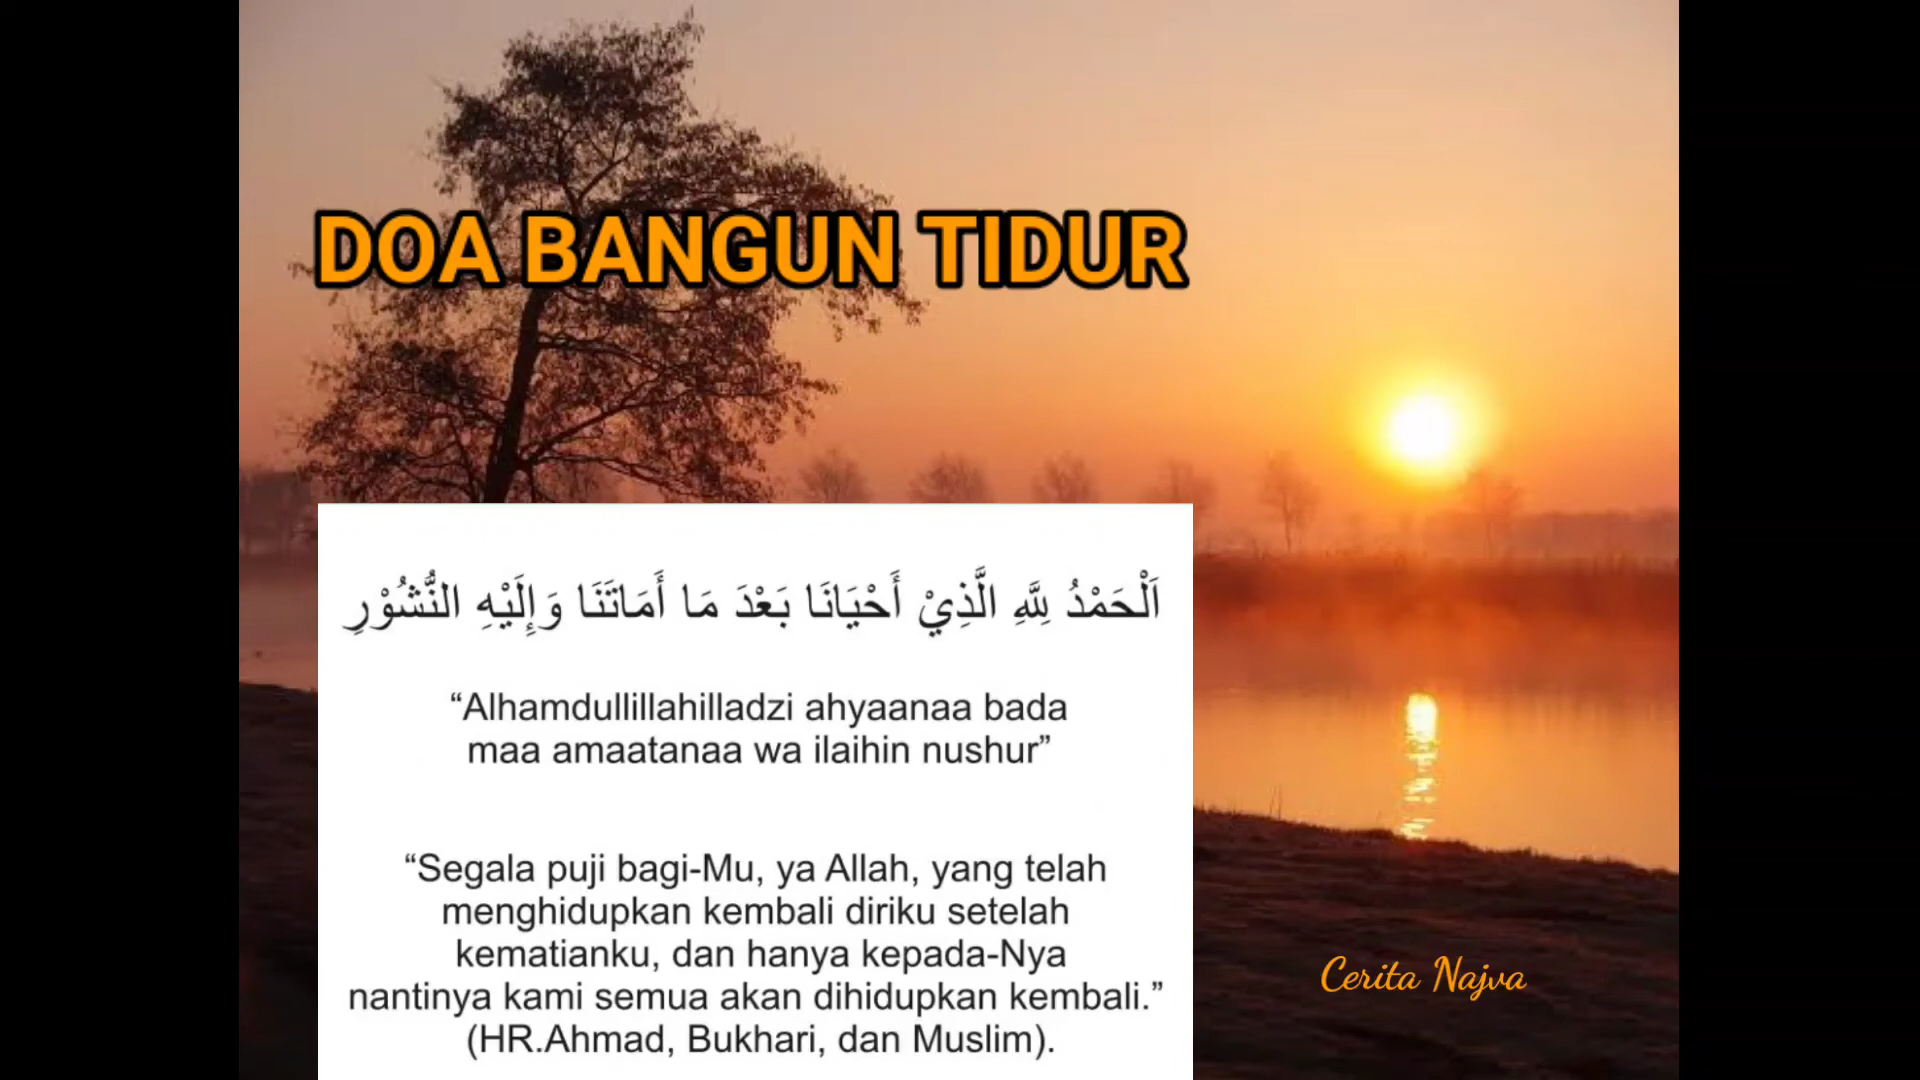 DOA BANGUN TIDUR
اَلْحَمْدُ لِلَّهِ الَّذِيْ أَحْيَانَا بَعْدَ مَا أَمَاتَنَا وَإِلَيْهِ النُّشُوْرِ
“Alhamdullillahilladzi ahyaanaa bada
maa amaatanaa wa ilaihin nushur”
“Segala puji bagi-Mu, ya Allah, yang telah
menghidupkan kembali diriku setelah
kematianku, dan hanya kepada-Nya
nantinya kami semua akan dihidupkan kembali.”
(HR.Ahmad, Bukhari, dan Muslim).
Cerita Najva